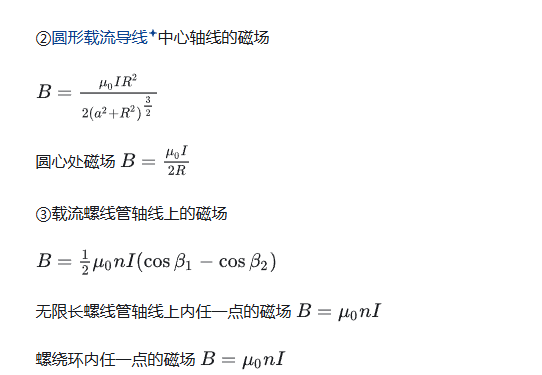 ②圆形载流导线✦中心轴线的磁场
$B = \frac{\mu_0 I R^2}{2(a^2+R^2)^{\frac{3}{2}}}$
圆心处磁场 $B = \frac{\mu_0 I}{2R}$
③载流螺线管轴线上的磁场
$B = \frac{1}{2}\mu_0 n I(\cos\beta_1 - \cos\beta_2)$
无限长螺线管轴线上内任一点的磁场 $B = \mu_0 n I$
螺绕环内任一点的磁场 $B = \mu_0 n I$